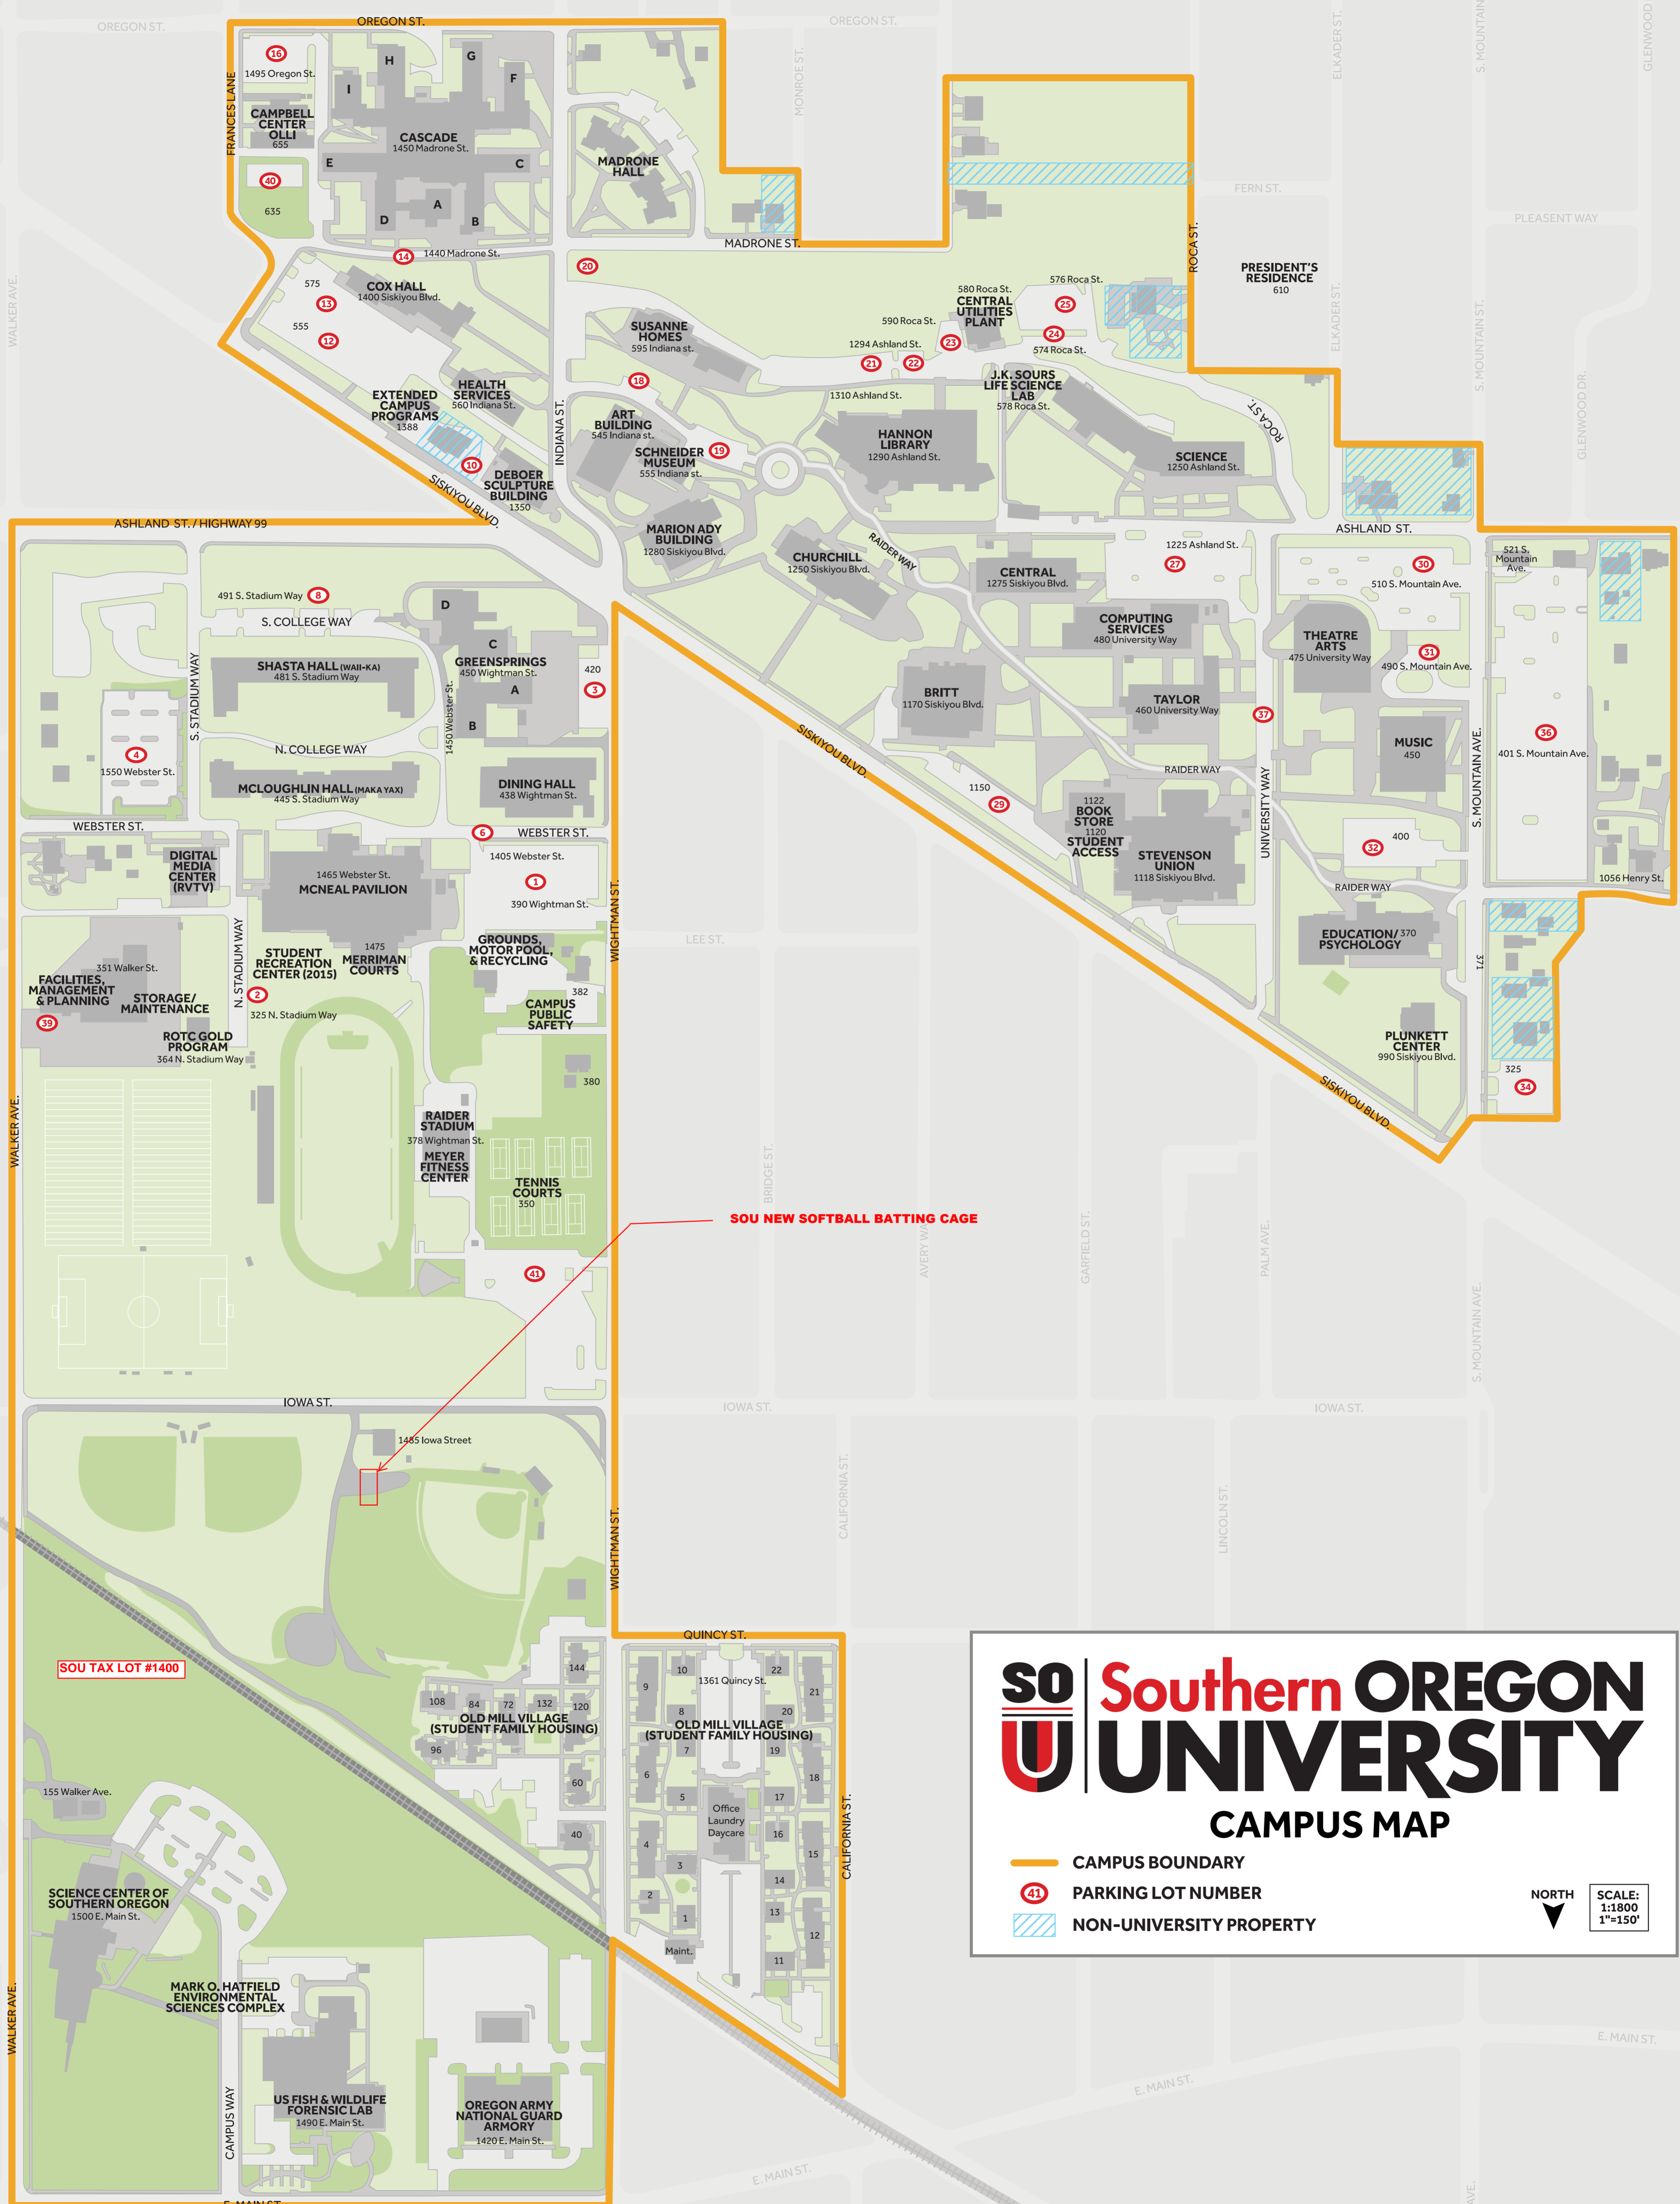 OREGON ST.
OREGON ST.
OREGON ST.
MONROE ST.
ELKADER ST.
S. MOUNTAIN
GLENWOOD
FRANCES LANE
16
1495 Oregon St.
CAMPBELL
CENTER
OLLI
655
40
635
H
G
F
I
CASCADE
1450 Madrone St.
E
C
A
D
B
MADRONE
HALL
MADRONE ST.
FERN ST.
PLEASENT WAY
ROCA ST.
PRESIDENT'S
RESIDENCE
610
WALKER AVE.
ELKADER ST.
S. MOUNTAIN ST.
GLENWOOD DR.
14
1440 Madrone St.
20
575
13
COX HALL
1400 Siskiyou Blvd.
555
12
SUSANNE
HOMES
595 Indiana st.
576 Roca St.
580 Roca St.
CENTRAL
UTILITIES
PLANT
25
590 Roca St.
23
24
574 Roca St.
1294 Ashland St.
21
22
1310 Ashland St.
J.K. SOURS
LIFE SCIENCE
LAB
578 Roca St.
ROCA ST.
18
HEALTH
SERVICES
560 Indiana St.
EXTENDED
CAMPUS
PROGRAMS
1388
INDIANA ST.
ART
BUILDING
545 Indiana st.
SCHNEIDER
MUSEUM
555 Indiana st.
19
HANNON
LIBRARY
1290 Ashland St.
SCIENCE
1250 Ashland St.
10
DEBOER
SCULPTURE
BUILDING
1350
SISKIYOU BLVD.
ASHLAND ST. / HIGHWAY 99
MARION ADY
BUILDING
1280 Siskiyou Blvd.
CHURCHILL
1250 Siskiyou Blvd.
RAIDER WAY
CENTRAL
1275 Siskiyou Blvd.
1225 Ashland St.
27
ASHLAND ST.
30
510 S. Mountain Ave.
521 S.
Mountain
Ave.
491 S. Stadium Way
8
S. COLLEGE WAY
D
C
GREENSPRINGS
450 Wightman St.
A
B
420
3
SHASTA HALL (WAII-KA)
481 S. Stadium Way
S. STADIUM WAY
1450 Webster St.
COMPUTING
SERVICES
480 University Way
THEATRE
ARTS
475 University Way
31
490 S. Mountain Ave.
BRITT
1170 Siskiyou Blvd.
TAYLOR
460 University Way
37
MUSIC
450
S. MOUNTAIN AVE.
36
401 S. Mountain Ave.
4
1550 Webster St.
N. COLLEGE WAY
MCLOUGHLIN HALL (MAKA YAX)
445 S. Stadium Way
DINING HALL
438 Wightman St.
SISKIYOU BLVD.
RAIDER WAY
1150
29
1122
BOOK
STORE
1120
STUDENT
ACCESS
STEVENSON
UNION
1118 Siskiyou Blvd.
UNIVERSITY WAY
400
32
RAIDER WAY
1056 Henry St.
WEBSTER ST.
6
WEBSTER ST.
DIGITAL
MEDIA
CENTER
(RVTV)
1465 Webster St.
MCNEAL PAVILION
1405 Webster St.
1
390 Wightman St.
WIGHTMAN ST.
LEE ST.
EDUCATION/
PSYCHOLOGY
370
371
N. STADIUM WAY
STUDENT
RECREATION
CENTER (2015)
1475
MERRIMAN
COURTS
GROUNDS,
MOTOR POOL,
& RECYCLING
382
CAMPUS
PUBLIC
SAFETY
351 Walker St.
FACILITIES,
MANAGEMENT
& PLANNING
STORAGE/
MAINTENANCE
39
2
325 N. Stadium Way
ROTC GOLD
PROGRAM
364 N. Stadium Way
380
PLUNKETT
CENTER
990 Siskiyou Blvd.
325
34
SISKIYOU BLVD.
WALKER AVE.
RAIDER
STADIUM
378 Wightman St.
MEYER
FITNESS
CENTER
TENNIS
COURTS
350
BRIDGE ST.
AVERY WA
GARFIELD ST.
PALM AVE.
SOU NEW SOFTBALL BATTING CAGE
41
S. MOUNTAIN AVE.
IOWA ST.
IOWA ST.
IOWA ST.
1485 Iowa Street
CALIFORNIA ST.
LINCOLN ST.
WIGHTMAN ST.
QUINCY ST.
SOU TAX LOT #1400
144
108
84
72
132
120
OLD MILL VILLAGE
(STUDENT FAMILY HOUSING)
96
60
40
10
22
1361 Quincy St.
9
21
8
20
OLD MILL VILLAGE
(STUDENT FAMILY HOUSING)
7
19
6
18
5
17
Office
Laundry
Daycare
16
4
15
3
14
2
13
1
12
Maint.
11
CALIFORNIA ST.
155 Walker Ave.
SCIENCE CENTER OF
SOUTHERN OREGON
1500 E. Main St.
MARK O. HATFIELD
ENVIRONMENTAL
SCIENCES COMPLEX
WALKER AVE.
CAMPUS WAY
US FISH & WILDLIFE
FORENSIC LAB
1490 E. Main St.
OREGON ARMY
NATIONAL GUARD
ARMORY
1420 E. Main St.
E. MAIN ST.
E. MAIN ST.
E. MAIN ST.
E. MAIN ST.
AVE.
SO
U
Southern OREGON
UNIVERSITY
CAMPUS MAP
CAMPUS BOUNDARY
41
PARKING LOT NUMBER
NON-UNIVERSITY PROPERTY
NORTH
SCALE:
1:1800
1"=150'